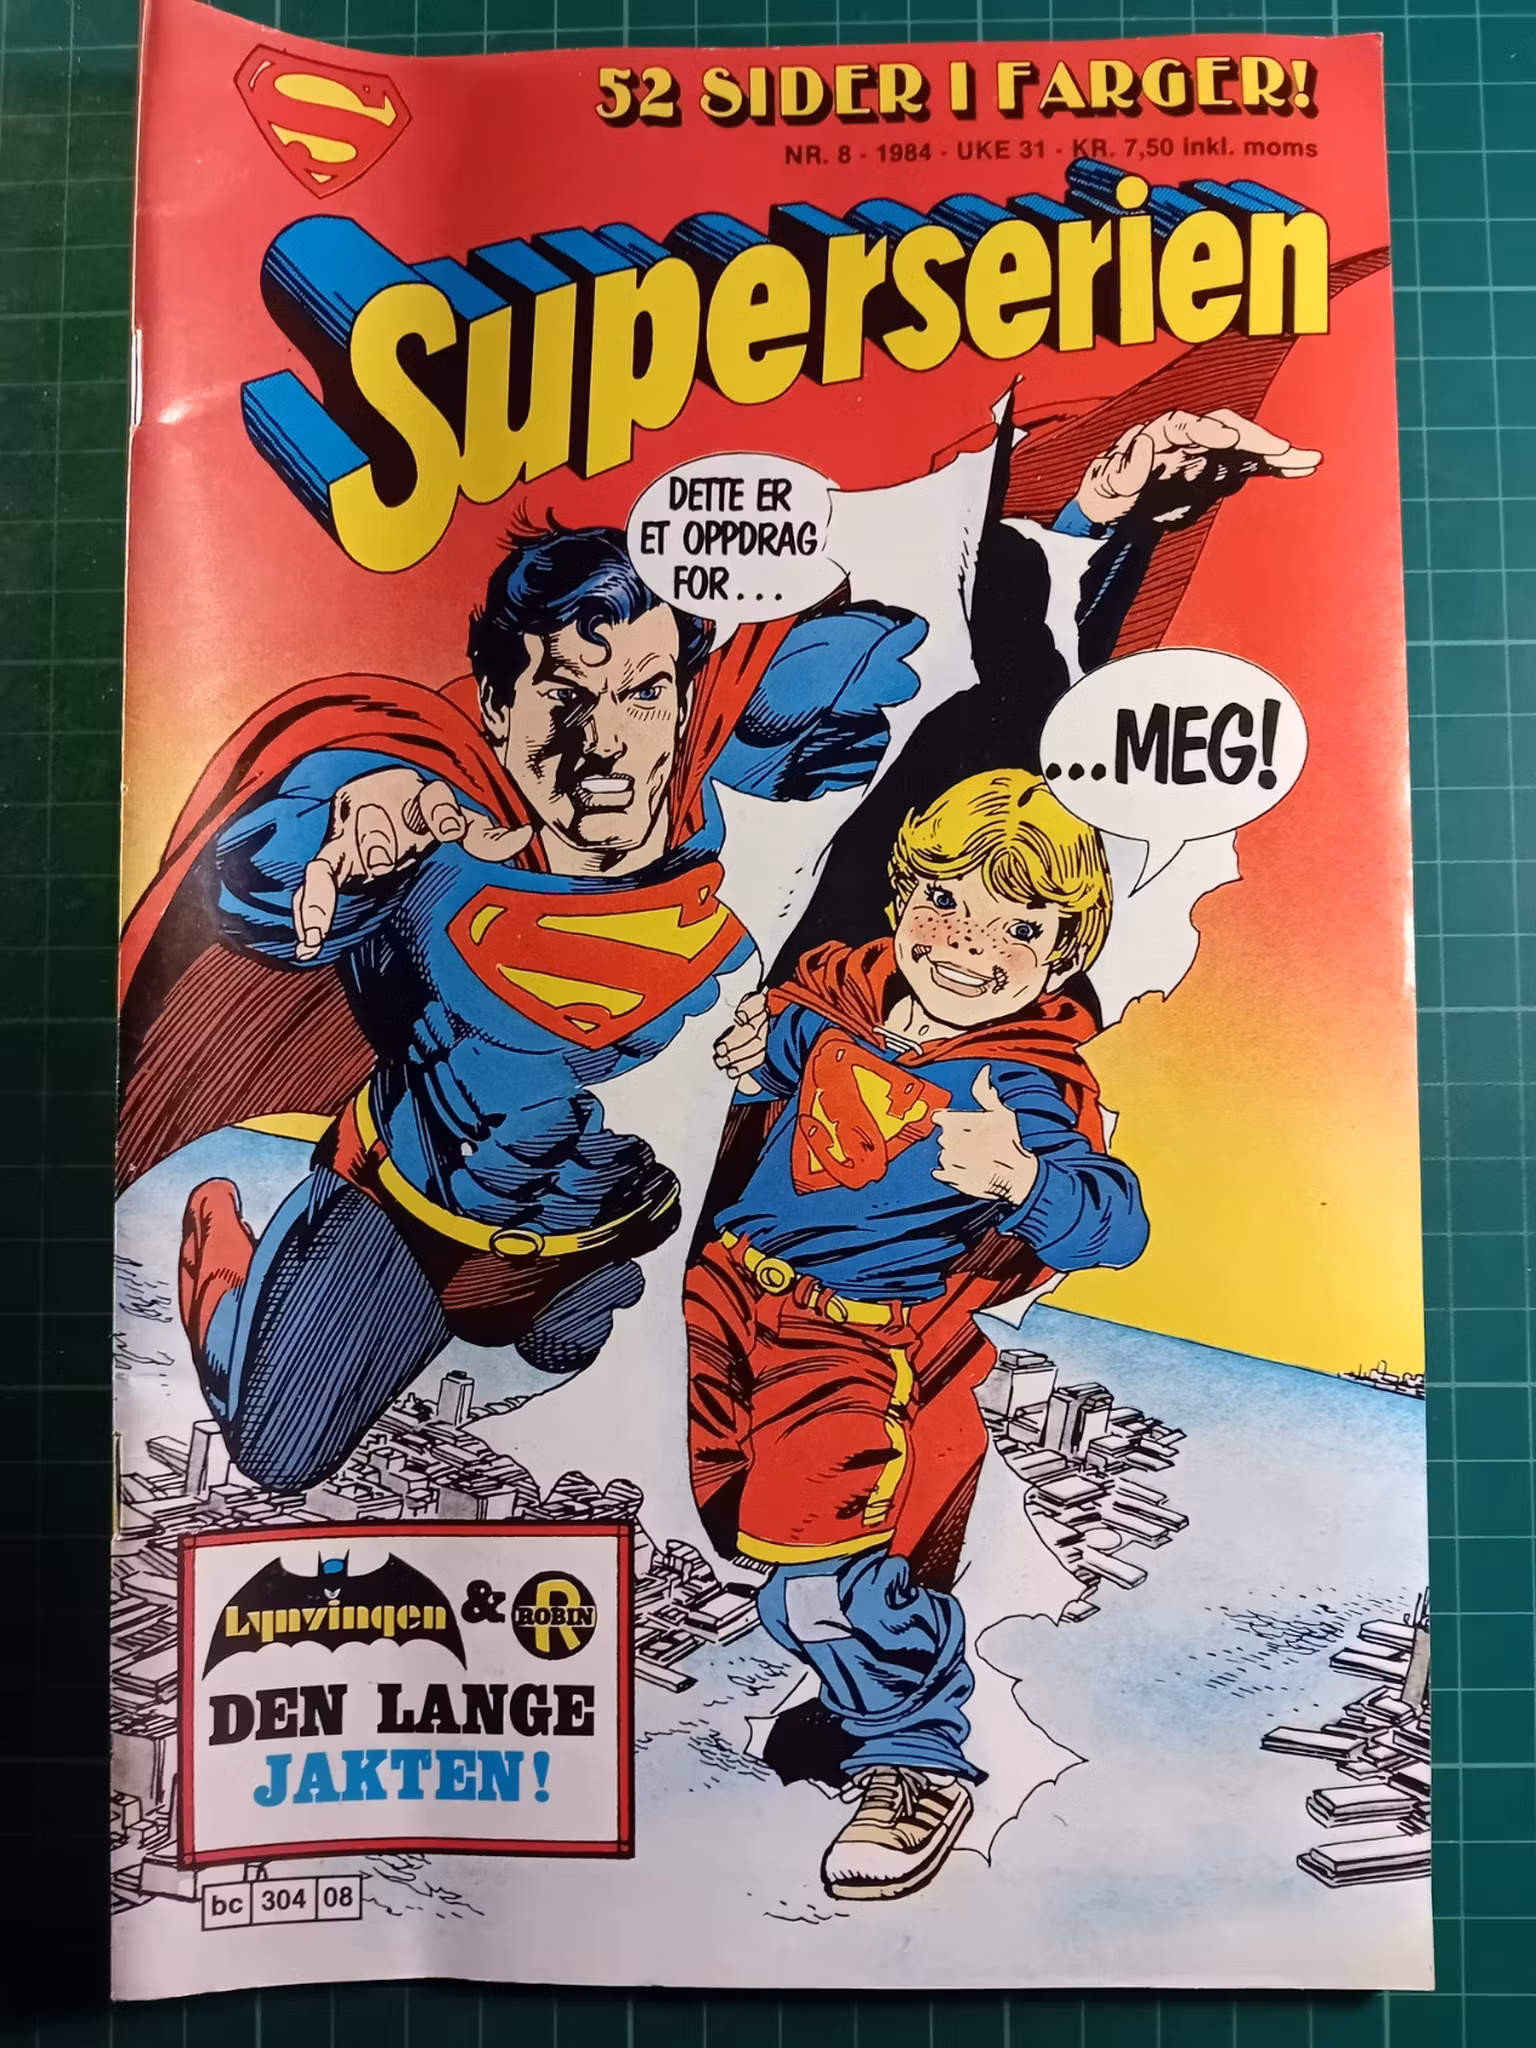 52 SIDER I FARGER!
NR. 8 - 1984 - UKE 31 - KR. 7,50 inkl. moms
Superserien
DETTE ER
ET OPPDRAG
FOR...
...MEG!
Lynvingen & R ROBIN
DEN LANGE
JAKTEN!
bc 304 08